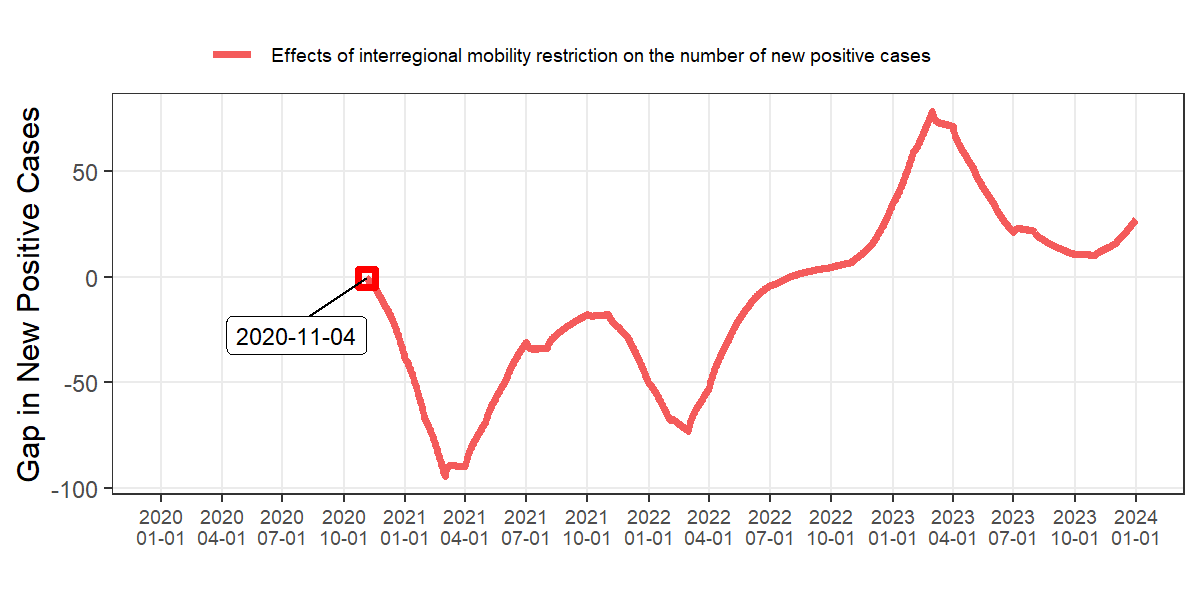 Effects of interregional mobility restriction on the number of new positive cases
Gap in New Positive Cases
50
0
-50
-100
2020-11-04
2020 2020 2020 2020 2021 2021 2021 2021 2022 2022 2022 2022 2023 2023 2023 2023 2024
01-01 04-01 07-01 10-01 01-01 04-01 07-01 10-01 01-01 04-01 07-01 10-01 01-01 04-01 07-01 10-01 01-01